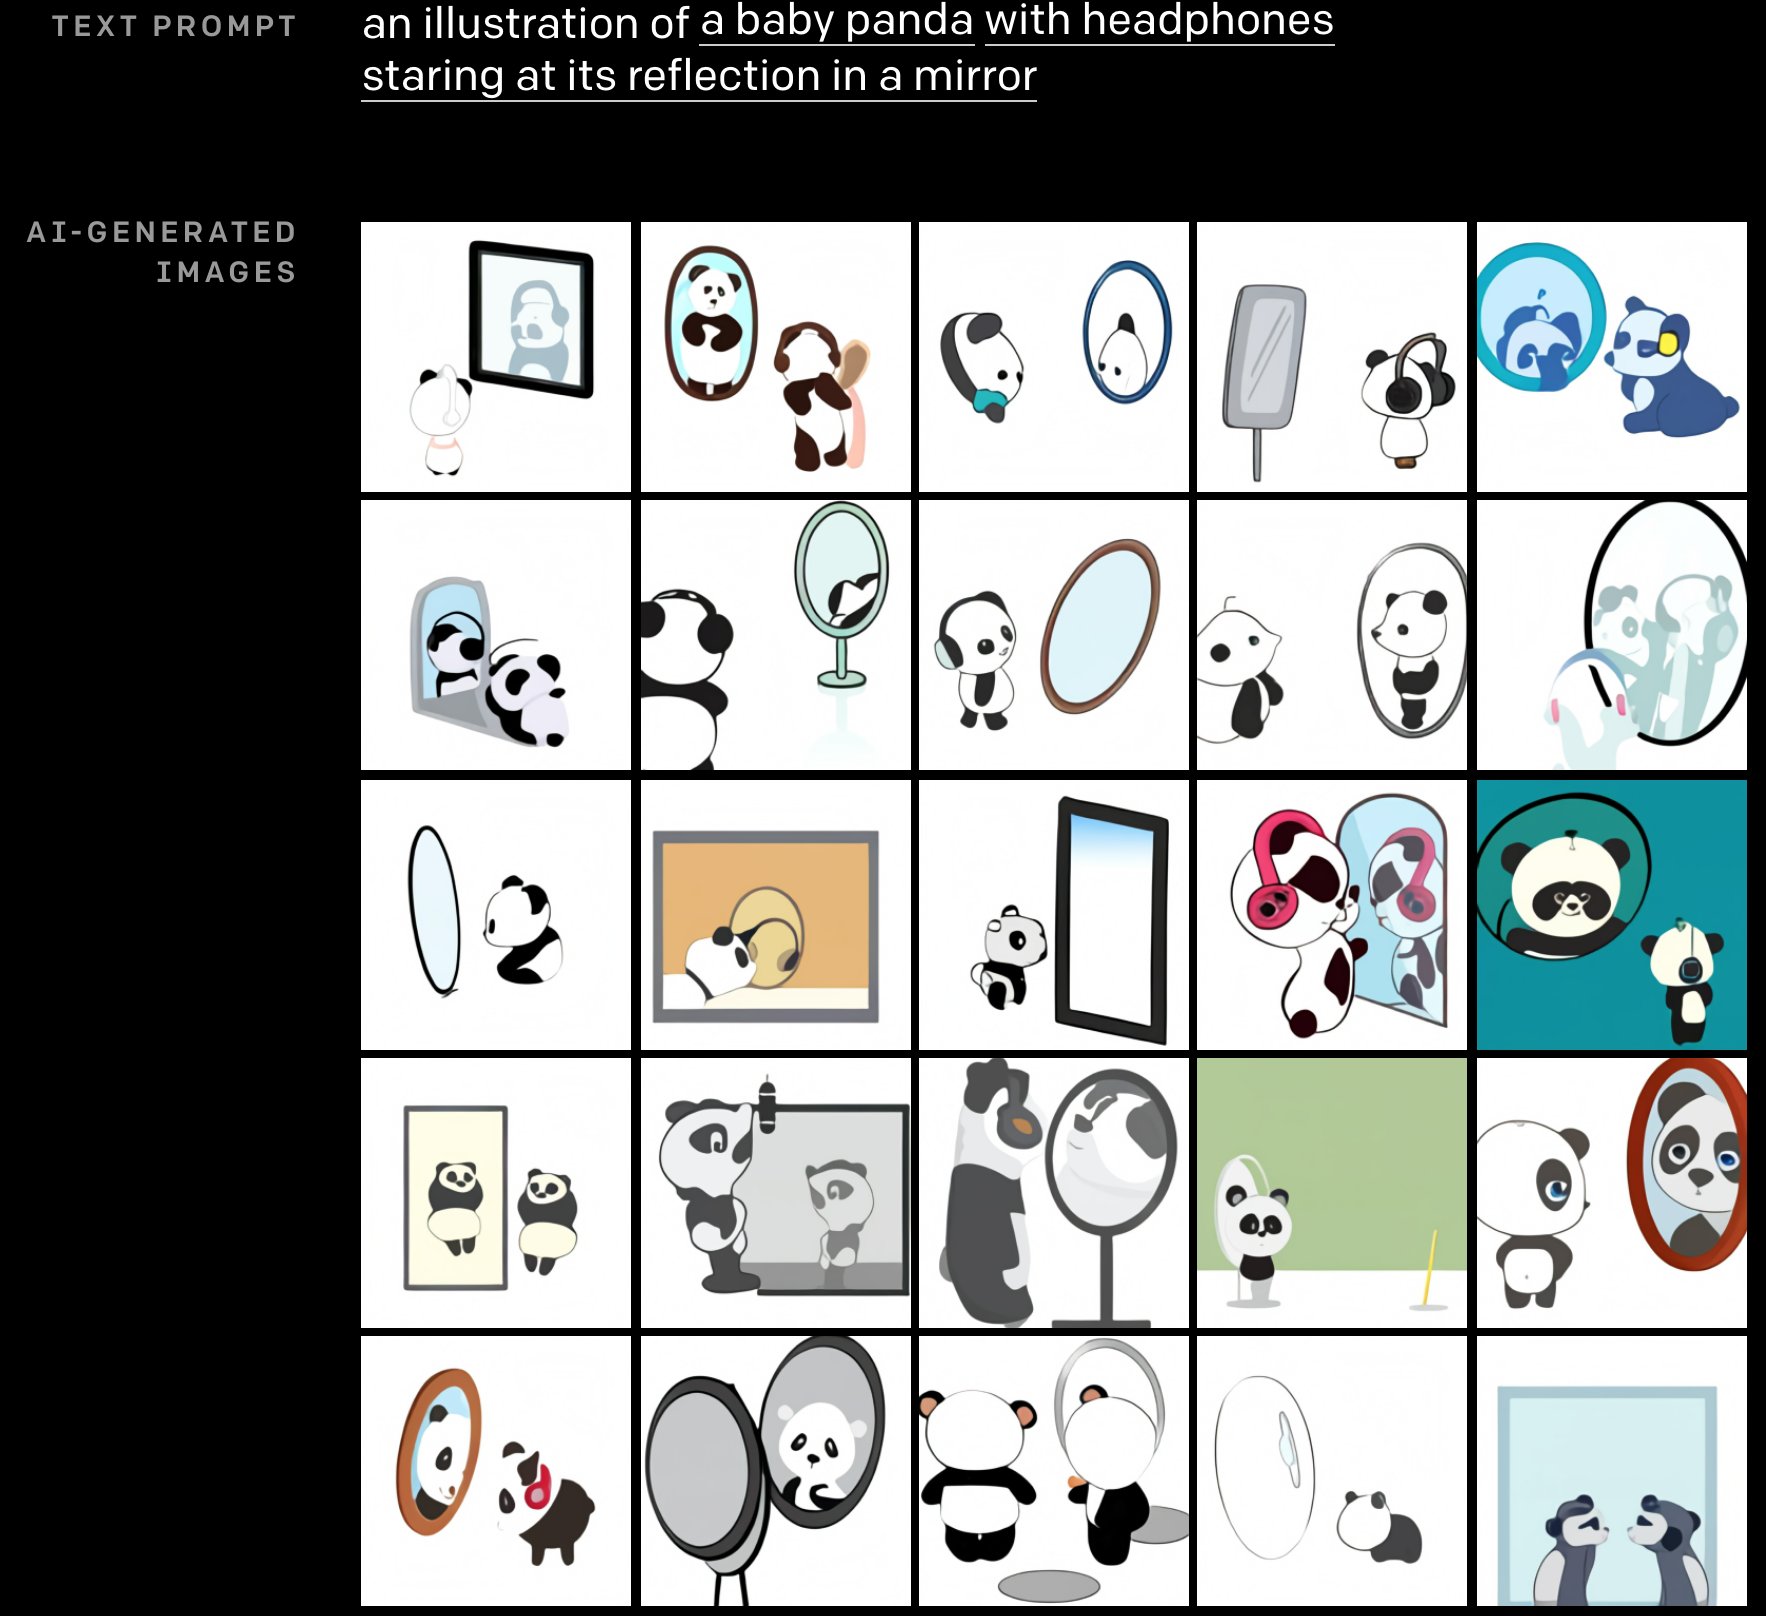 TEXT PROMPT
an illustration of a baby panda with headphones
staring at its reflection in a mirror
AI-GENERATED
IMAGES